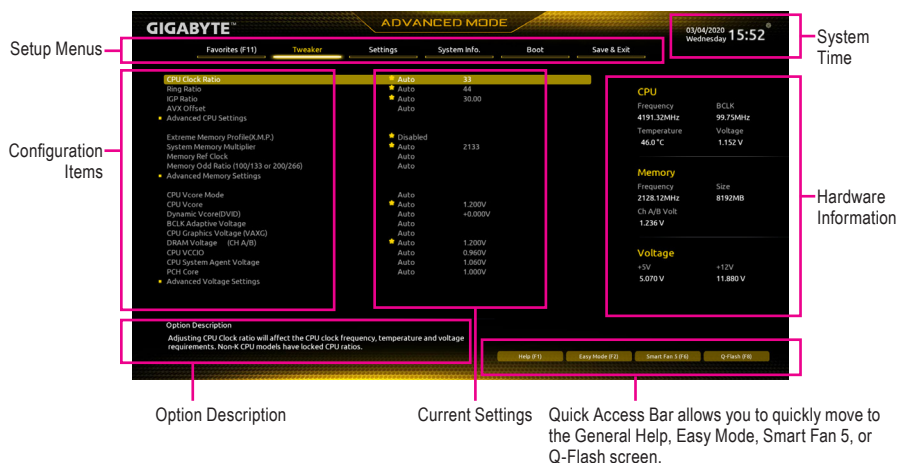 GIGABYTE™
ADVANCED MODE
03/04/2020
Wednesday
15:52
System
Time
Setup Menus
Favorites (F11) Tweaker Settings System Info. Boot Save & Exit
Configuration
Items
CPU Clock Ratio Auto 33
Ring Ratio Auto 44
IGP Ratio Auto 30.00
AVX Offset Auto
Advanced CPU Settings
Extreme Memory Profile(X.M.P.) Disabled
System Memory Multiplier Auto 2133
Memory Ref Clock Auto
Memory Odd Ratio (100/133 or 200/266) Auto
Advanced Memory Settings
CPU Vcore Mode Auto
CPU Vcore Auto 1.200V
Dynamic Vcore(DVID) Auto +0.000V
BCLK Adaptive Voltage Auto
CPU Graphics Voltage (VAXG) Auto
DRAM Voltage (CH A/B) Auto 1.200V
CPU VCCIO Auto 0.960V
CPU System Agent Voltage Auto 1.060V
PCH Core Auto 1.000V
Advanced Voltage Settings
CPU
Frequency BCLK
4191.32MHz 99.75MHz
Temperature Voltage
46.0 °C 1.152 V
Memory
Frequency Size
2128.12MHz 8192MB
Ch A/B Volt
1.236 V
Voltage
+5V +12V
5.070 V 11.880 V
Hardware
Information
Option Description
Adjusting CPU Clock ratio will affect the CPU clock frequency, temperature and voltage
requirements. Non-K CPU models have locked CPU ratios.
Help (F1) Easy Mode (F2) Smart Fan 5 (F6) Q-Flash (F8)
Option Description
Current Settings
Quick Access Bar allows you to quickly move to
the General Help, Easy Mode, Smart Fan 5, or
Q-Flash screen.